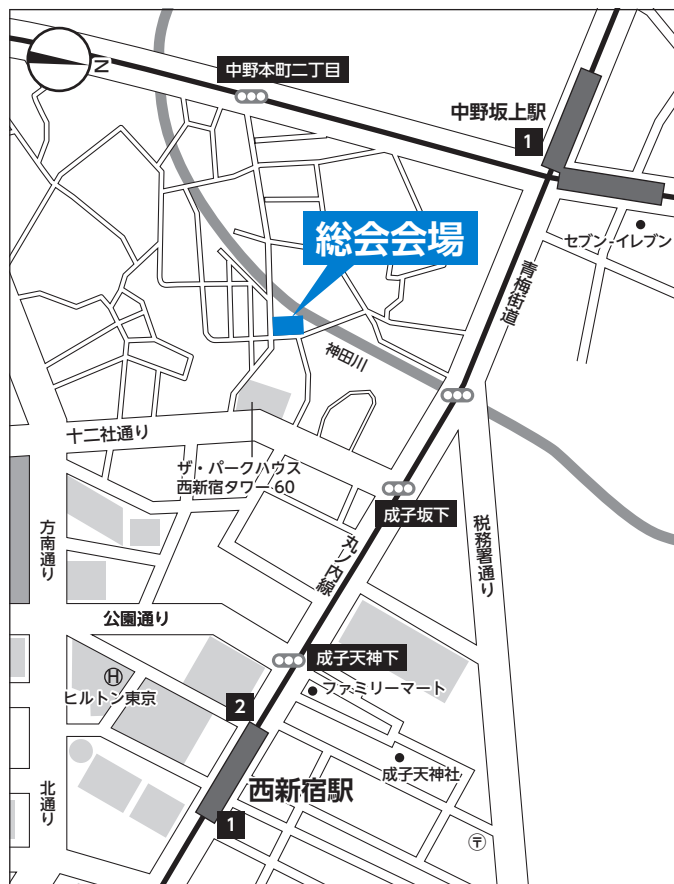 N
中野本町二丁目
中野坂上駅
1
セブン-イレブン
総会会場
青梅街道
神田川
十二社通り
ザ・パークハウス
西新宿タワー60
成子坂下
方南通り
丸ノ内線
税務署通り
公園通り
成子天神下
H
ヒルトン東京
2
ファミリーマート
成子天神社
西新宿駅
北通り
1
〒